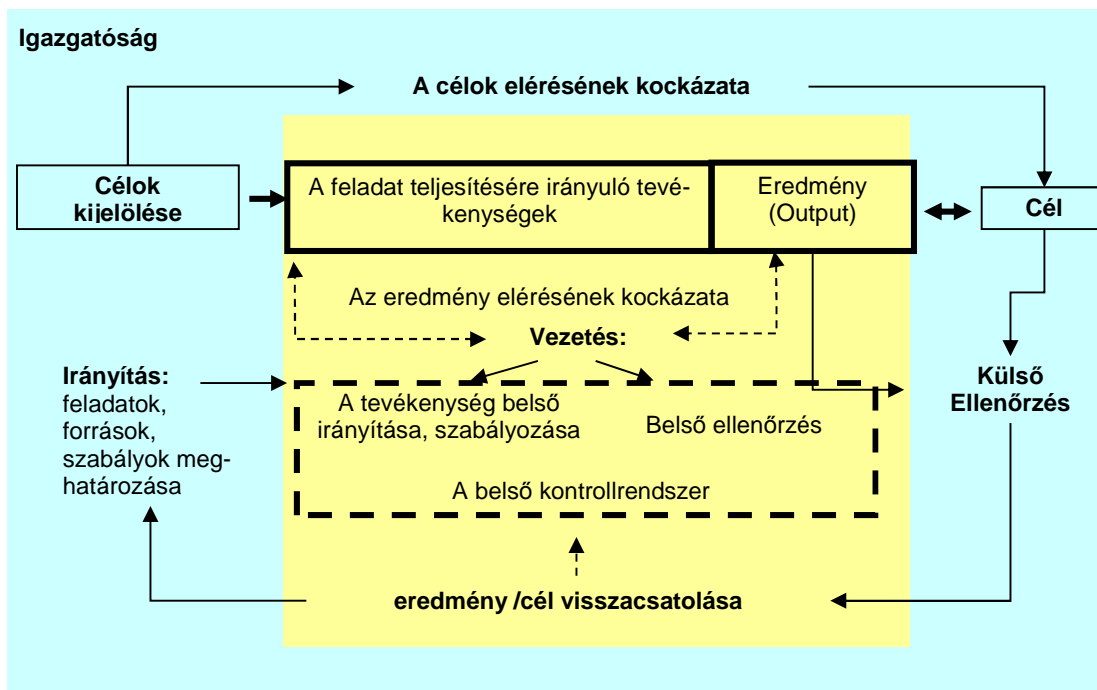 Igazgatóság
A célok elérésének kockázata
Célok
kijelölése
A feladat teljesítésére irányuló tevé-
kenységek
Eredmény
(Output)
Cél
Az eredmény elérésének kockázata
Vezetés:
Irányítás:
feladatok,
források,
szabályok meg-
határozása
A tevékenység belső
irányítása, szabályozása
Belső ellenőrzés
A belső kontrollrendszer
Külső
Ellenőrzés
eredmény /cél visszacsatolása